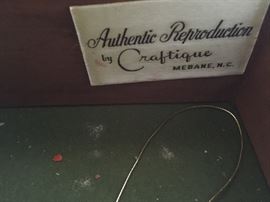 Authentic Reproduction
by Craftique
MEBANE, N.C.